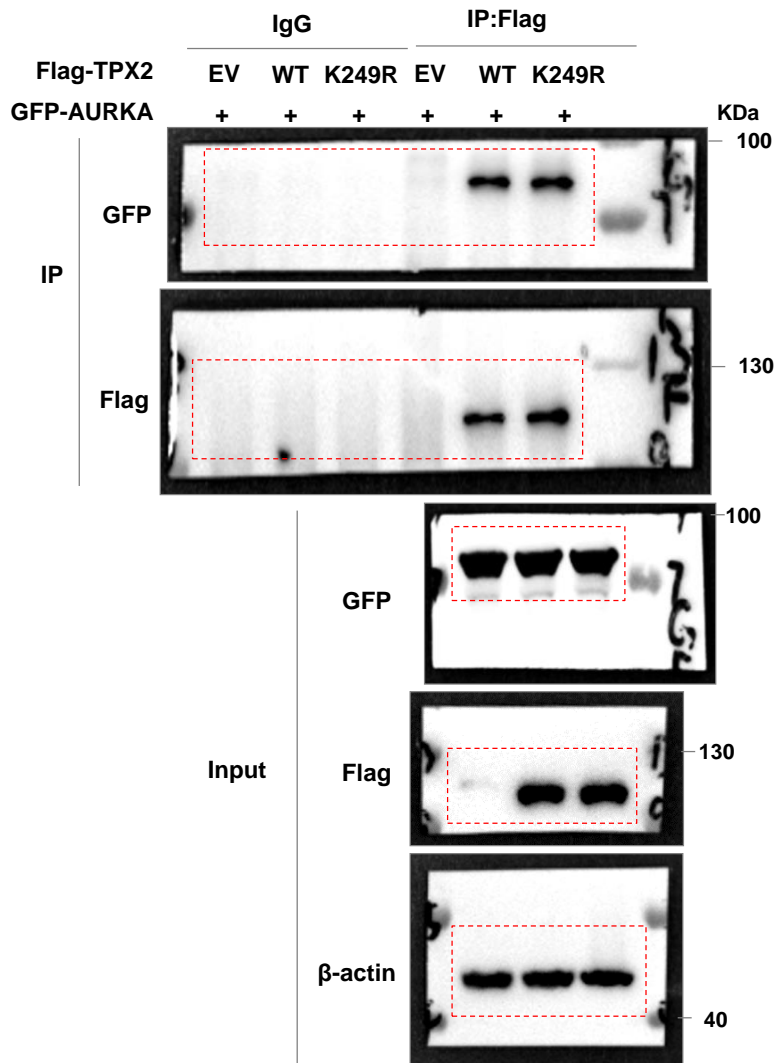 IgG IP:Flag
Flag-TPX2 EV WT K249R EV WT K249R
GFP-AURKA + + + + + + KDa
100
GFP
IP
130
Flag
100
GFP
130
Input Flag
β-actin
40